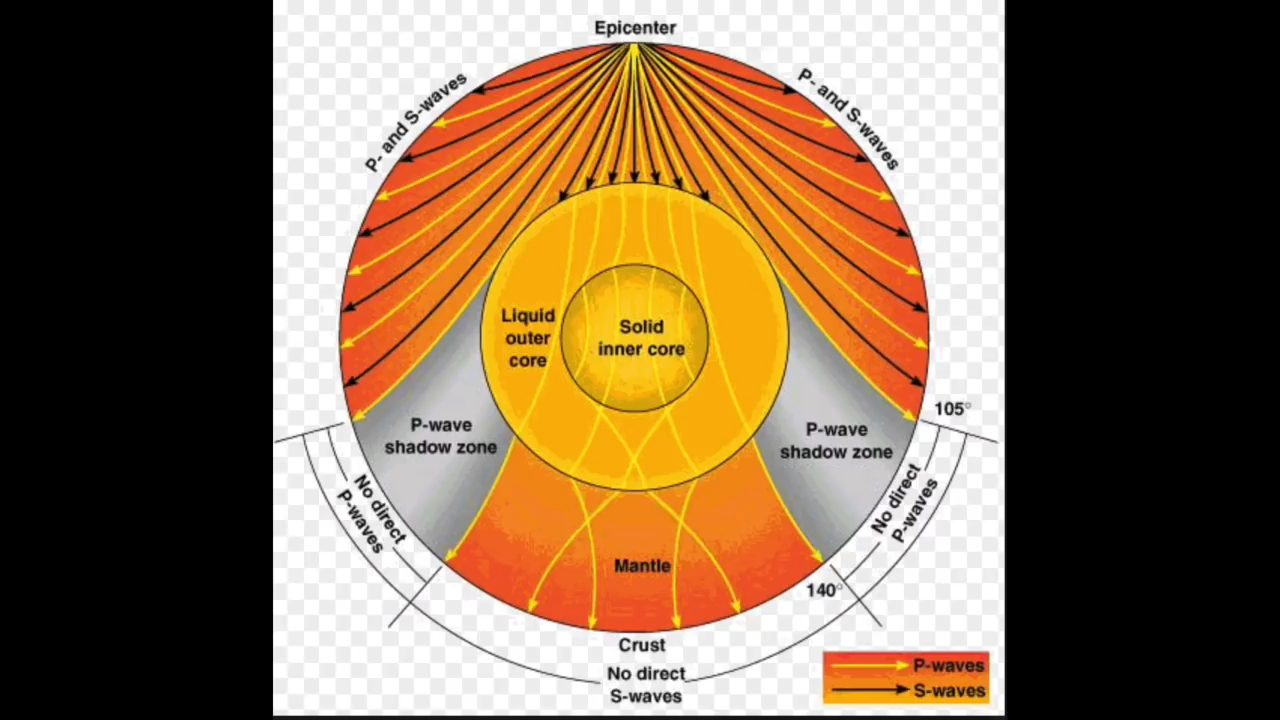 Epicenter
P- and S-waves
P- and S-waves
Liquid
outer
core
Solid
inner core
P-wave
shadow zone
P-wave
shadow zone
105°
No direct
P-waves
No direct
P-waves
Mantle
140°
Crust
No direct
S-waves
P-waves
S-waves